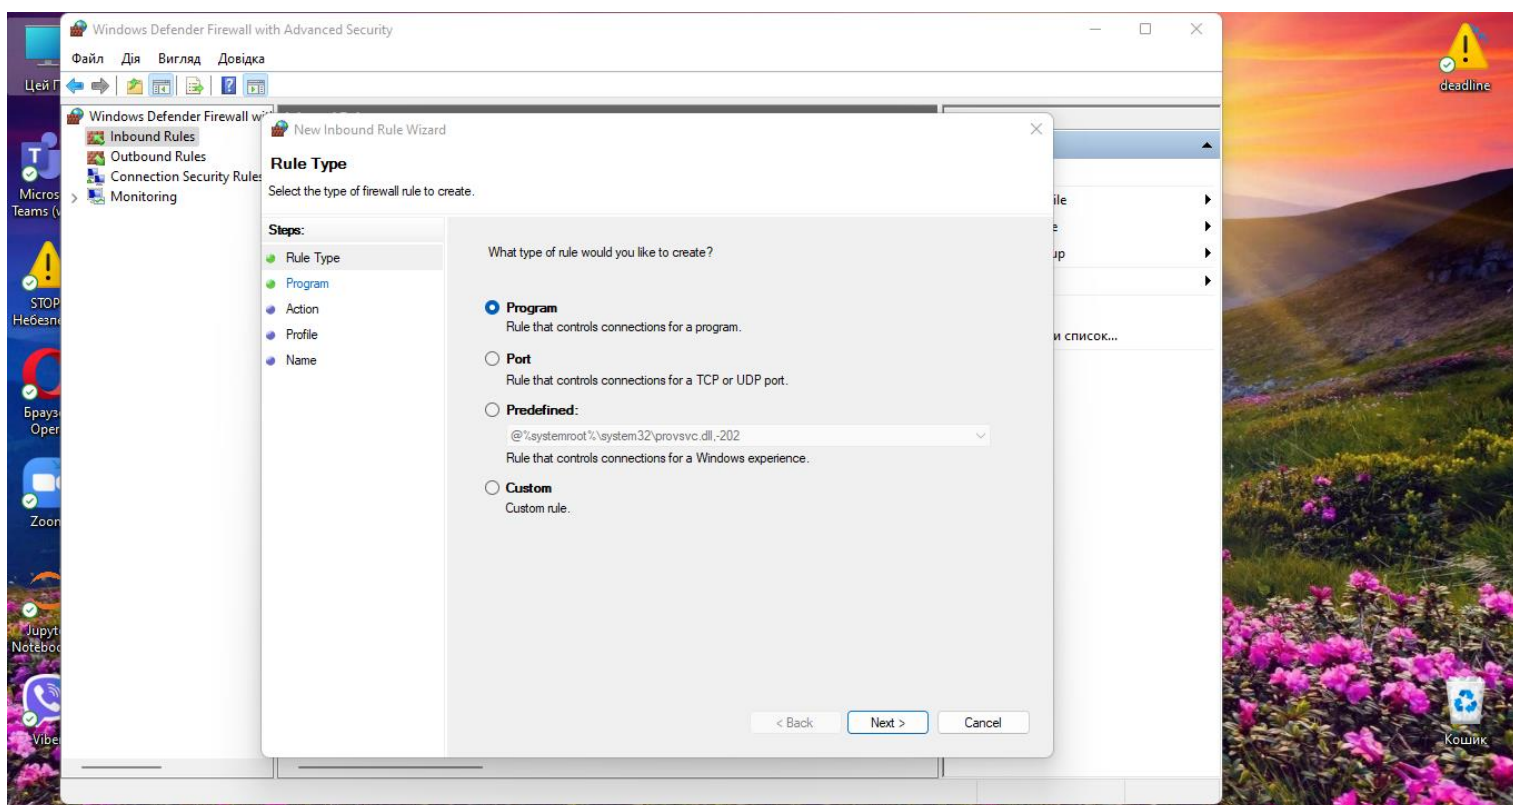 Windows Defender Firewall with Advanced Security
Файл Дія Вигляд Довідка
Цей П
deadline
Windows Defender Firewall wit
Inbound Rules
Outbound Rules
Connection Security Rules
Monitoring
Micros
Teams (w
STOP
Небезпе
Браузе
Oper
Zoom
Jupyt
Noteboo
Viber
New Inbound Rule Wizard
Rule Type
Select the type of firewall rule to create.
Steps:
Rule Type
Program
Action
Profile
Name
What type of rule would you like to create?
Program
Rule that controls connections for a program.
Port
Rule that controls connections for a TCP or UDP port.
Predefined:
@%systemroot%\system32\provsvc.dll,-202
Rule that controls connections for a Windows experience.
Custom
Custom rule.
< Back Next > Cancel
ile
e
up
и список...
Кошик